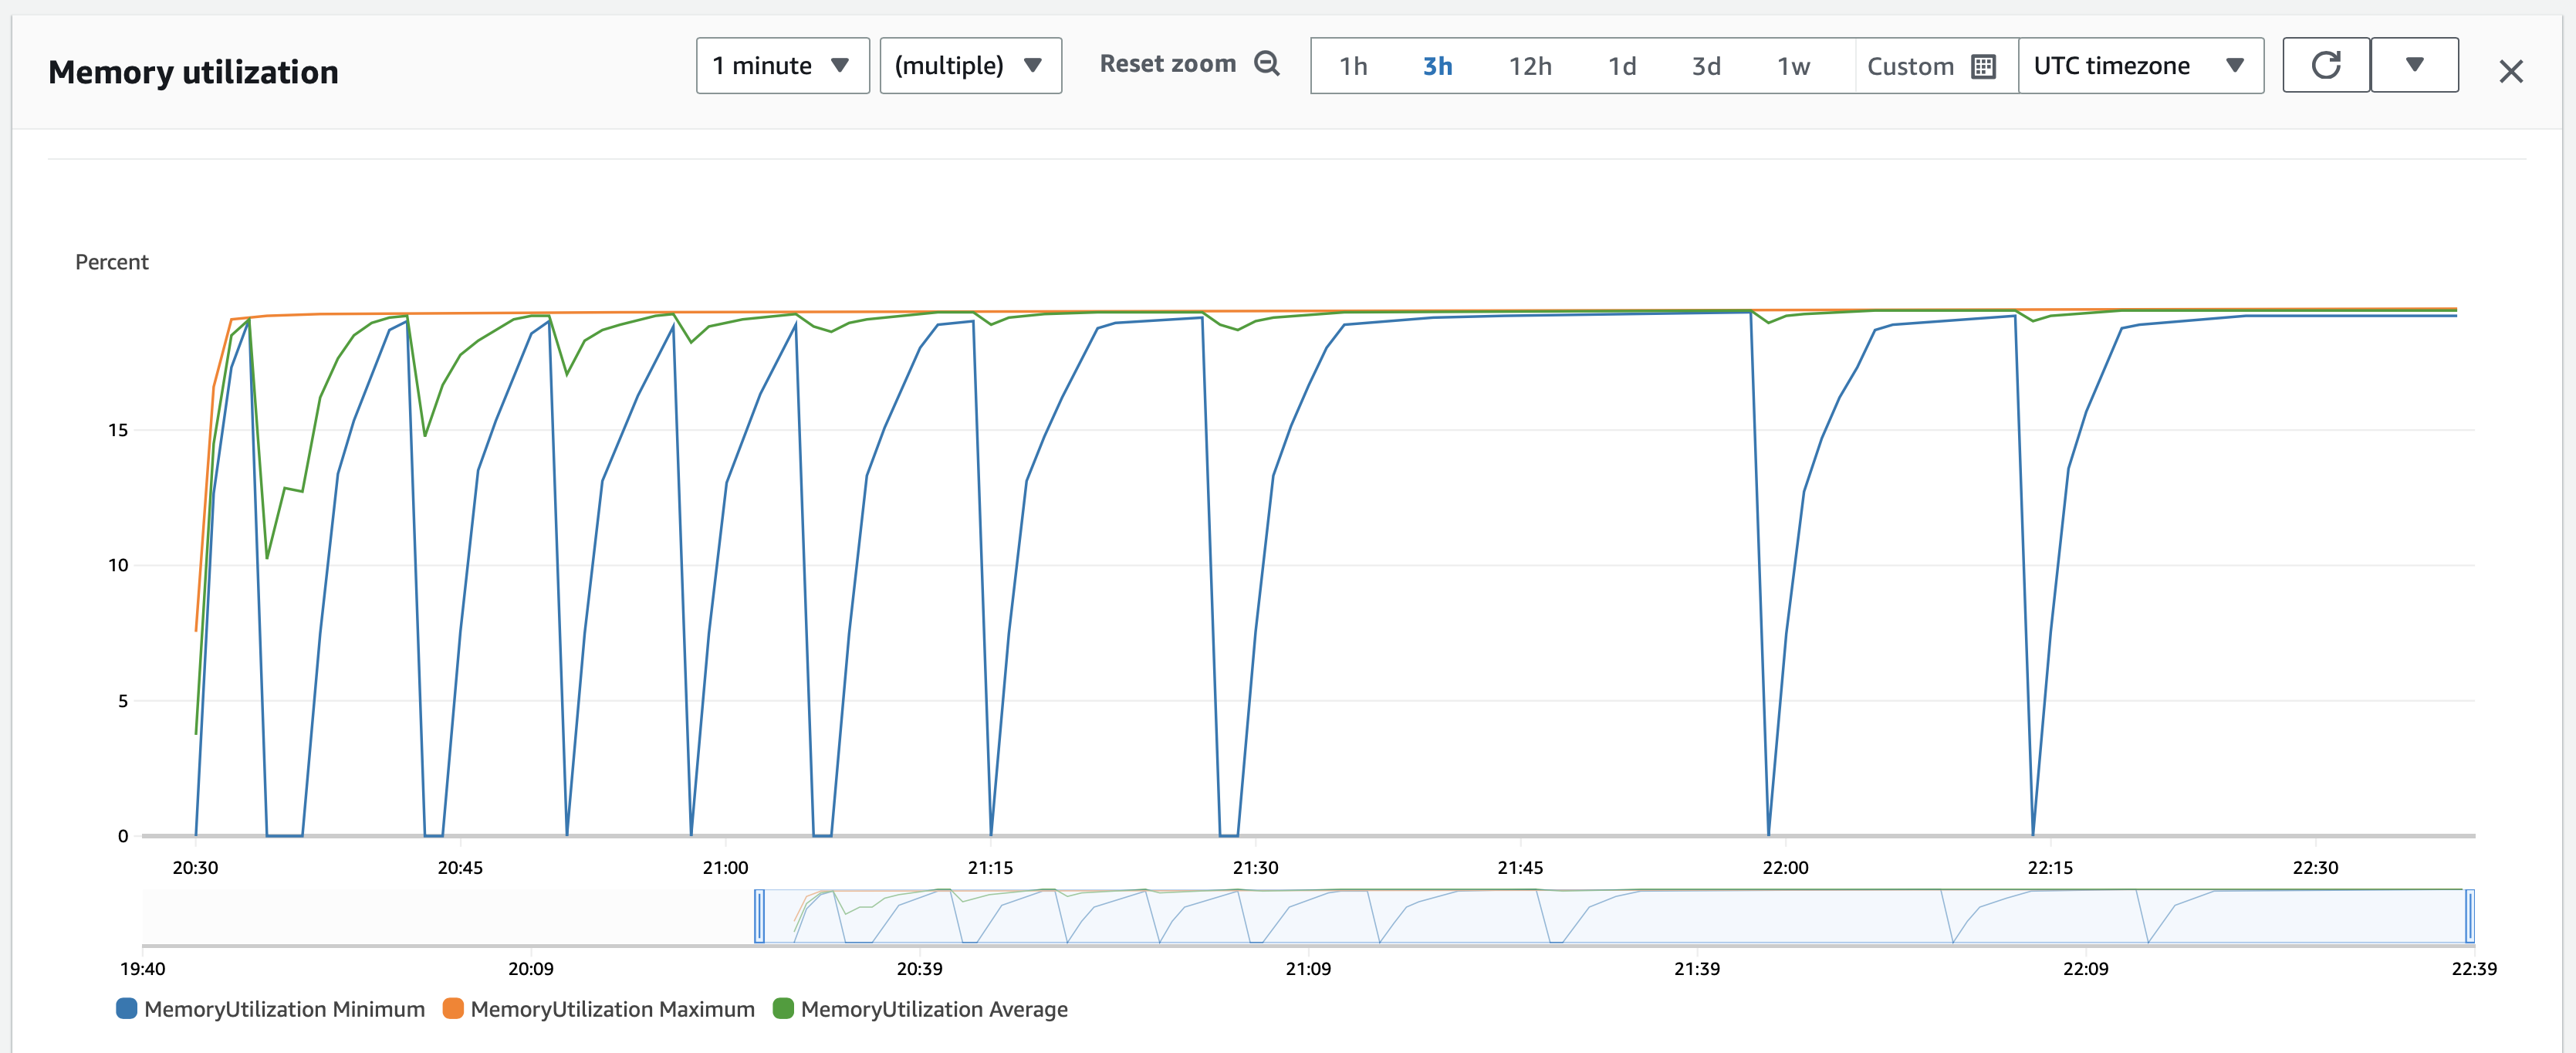 Memory utilization
1 minute
(multiple)
Reset zoom
1h 3h 12h 1d 3d 1w Custom
UTC timezone
Percent
15
10
5
0
20:30 20:45 21:00 21:15 21:30 21:45 22:00 22:15 22:30
19:40 20:09 20:39 21:09 21:39 22:09 22:39
MemoryUtilization Minimum MemoryUtilization Maximum MemoryUtilization Average